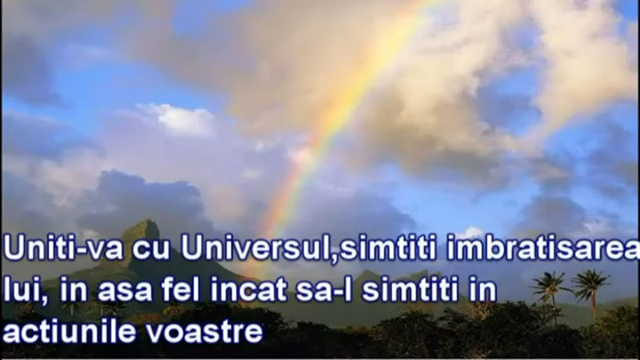 Uniti-va cu Universul,simtiti imbratisarea
lui, in asa fel incat sa-l simtiti in
actiunile voastre